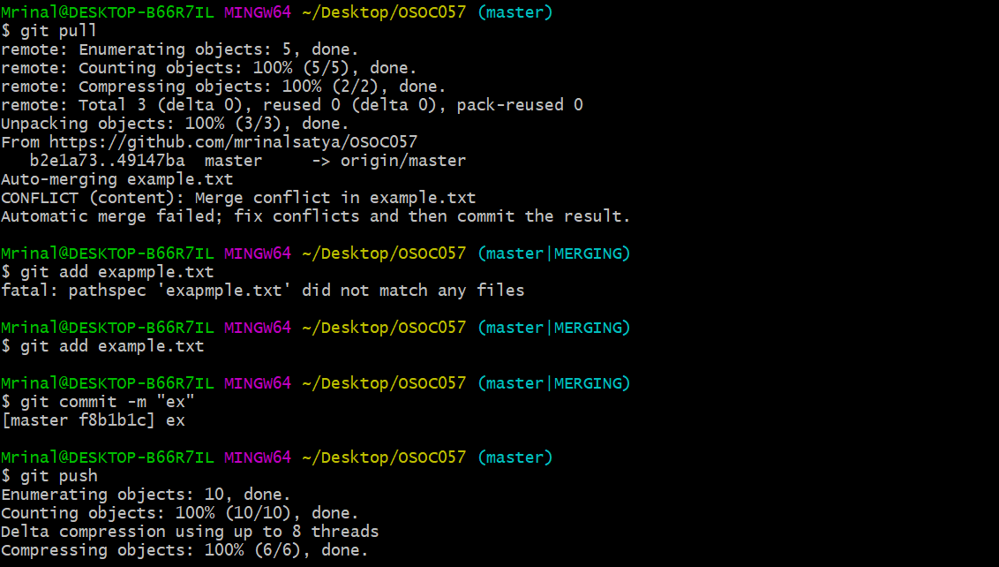 Mrinal@DESKTOP-B66R7IL MINGW64 ~/Desktop/OSOC057 (master)
$ git pull
remote: Enumerating objects: 5, done.
remote: Counting objects: 100% (5/5), done.
remote: Compressing objects: 100% (2/2), done.
remote: Total 3 (delta 0), reused 0 (delta 0), pack-reused 0
Unpacking objects: 100% (3/3), done.
From https://github.com/mrinalsatya/OSOC057
   b2e1a73..49147ba  master     -> origin/master
Auto-merging example.txt
CONFLICT (content): Merge conflict in example.txt
Automatic merge failed; fix conflicts and then commit the result.

Mrinal@DESKTOP-B66R7IL MINGW64 ~/Desktop/OSOC057 (master|MERGING)
$ git add exapmple.txt
fatal: pathspec 'exapmple.txt' did not match any files

Mrinal@DESKTOP-B66R7IL MINGW64 ~/Desktop/OSOC057 (master|MERGING)
$ git add example.txt

Mrinal@DESKTOP-B66R7IL MINGW64 ~/Desktop/OSOC057 (master|MERGING)
$ git commit -m "ex"
[master f8b1b1c] ex

Mrinal@DESKTOP-B66R7IL MINGW64 ~/Desktop/OSOC057 (master)
$ git push
Enumerating objects: 10, done.
Counting objects: 100% (10/10), done.
Delta compression using up to 8 threads
Compressing objects: 100% (6/6), done.